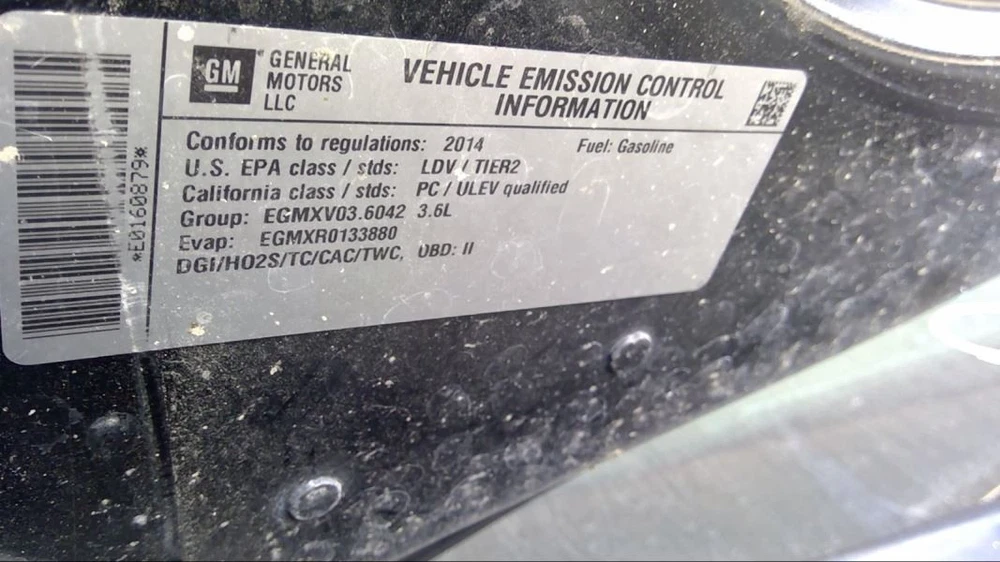 GM GENERAL MOTORS LLC
VEHICLE EMISSION CONTROL
INFORMATION
Conforms to regulations: 2014 Fuel: Gasoline
U.S. EPA class / stds: LDV / TIER2
California class / stds: PC / ULEV qualified
Group: EGMXV03.6042 3.6L
Evap: EGMXR0133880
DGI/HO2S/TC/CAC/TWC, OBD: II
*E0160879*